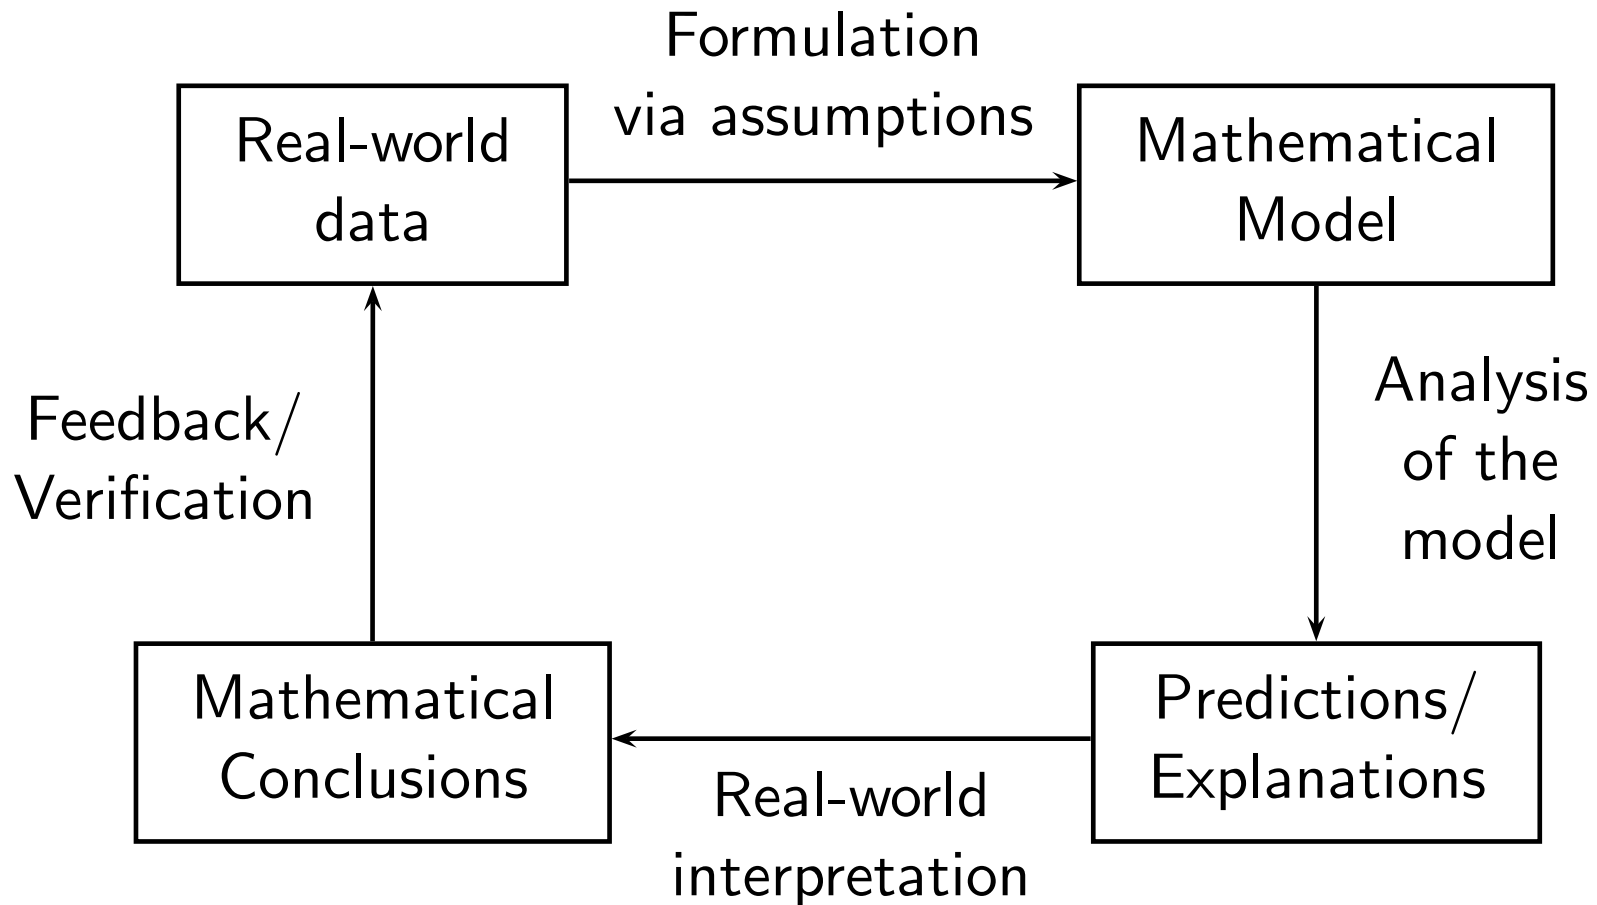 Formulation
via assumptions
Real-world
data
Mathematical
Model
Analysis
of the
model
Feedback/
Verification
Mathematical
Conclusions
Predictions/
Explanations
Real-world
interpretation